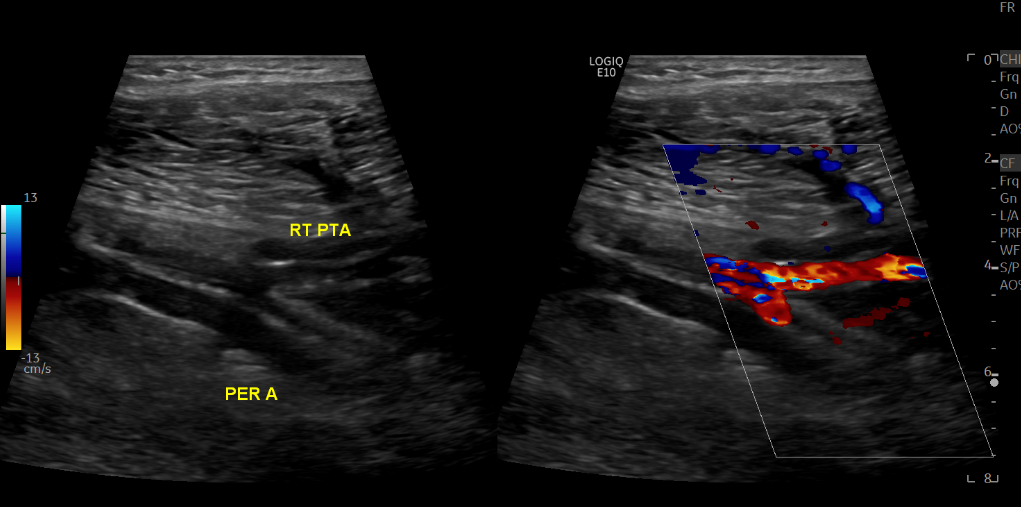 FR
LOGIQ
E10
0
CHI
Frq
Gn
D
AO%
2
CF
Frq
Gn
L/A
PRF
WF
S/P
AO%
13
RT PTA
4
-13
cm/s
6
PER A
8